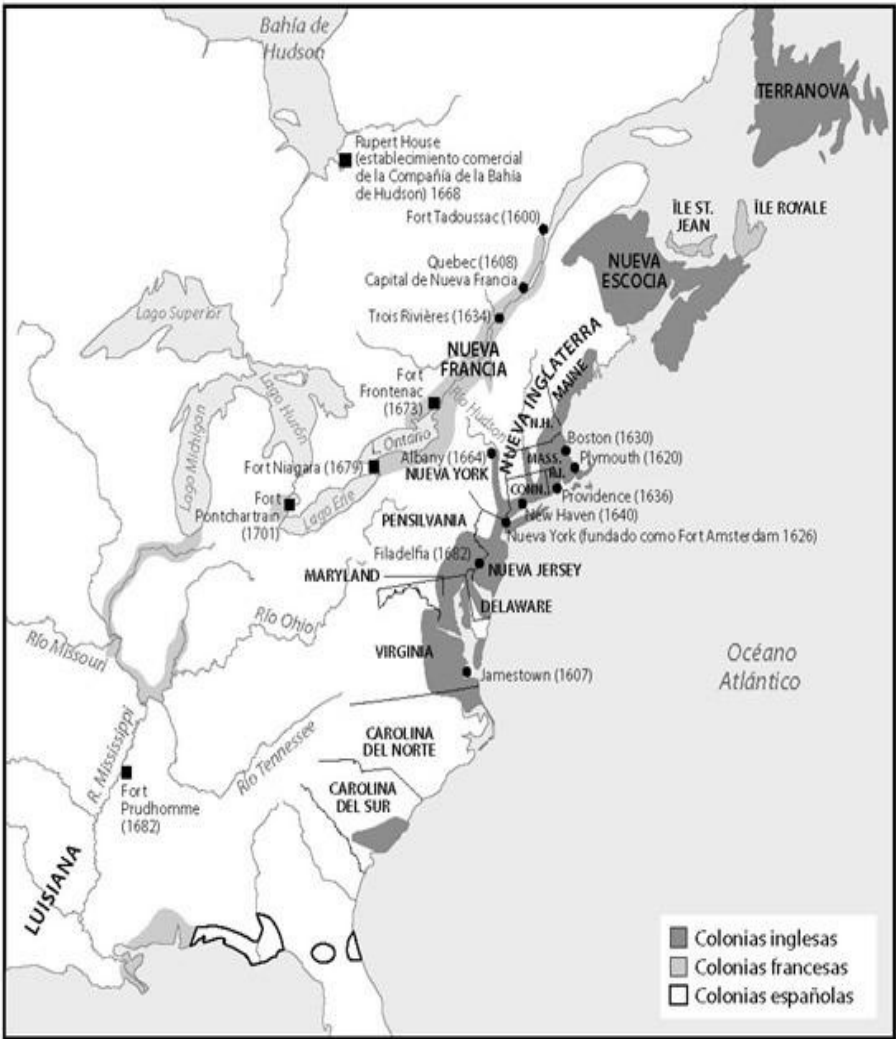 Bahía de
Hudson
TERRANOVA
Rupert House
(establecimiento comercial
de la Compañía de la Bahía
de Hudson) 1668
Fort Tadoussac (1600)
ÎLE ST.
JEAN
ÎLE ROYALE
Quebec (1608)
Capital de Nueva Francia
NUEVA
ESCOCIA
Lago Superior
Trois Rivières (1634)
NUEVA
FRANCIA
NUEVA INGLATERRA
MAINE
Fort
Frontenac
(1673)
Río Hudson
Lago Hurón
Lago Michigan
N.H.
L. Ontario
Boston (1630)
Albany (1664)
MASS.
Plymouth (1620)
Fort Niagara (1679)
NUEVA YORK
R.I.
CONN.
Providence (1636)
Lago Erie
Fort
Pontchartrain
(1701)
New Haven (1640)
PENSILVANIA
Nueva York (fundado como Fort Amsterdam 1626)
Filadelfia (1682)
NUEVA JERSEY
MARYLAND
DELAWARE
Río Ohio
Río Missouri
VIRGINIA
Océano
Atlántico
Jamestown (1607)
R. Mississippi
Río Tennessee
CAROLINA
DEL NORTE
Fort
Prudhomme
(1682)
CAROLINA
DEL SUR
LUISIANA
Colonias inglesas
Colonias francesas
Colonias españolas